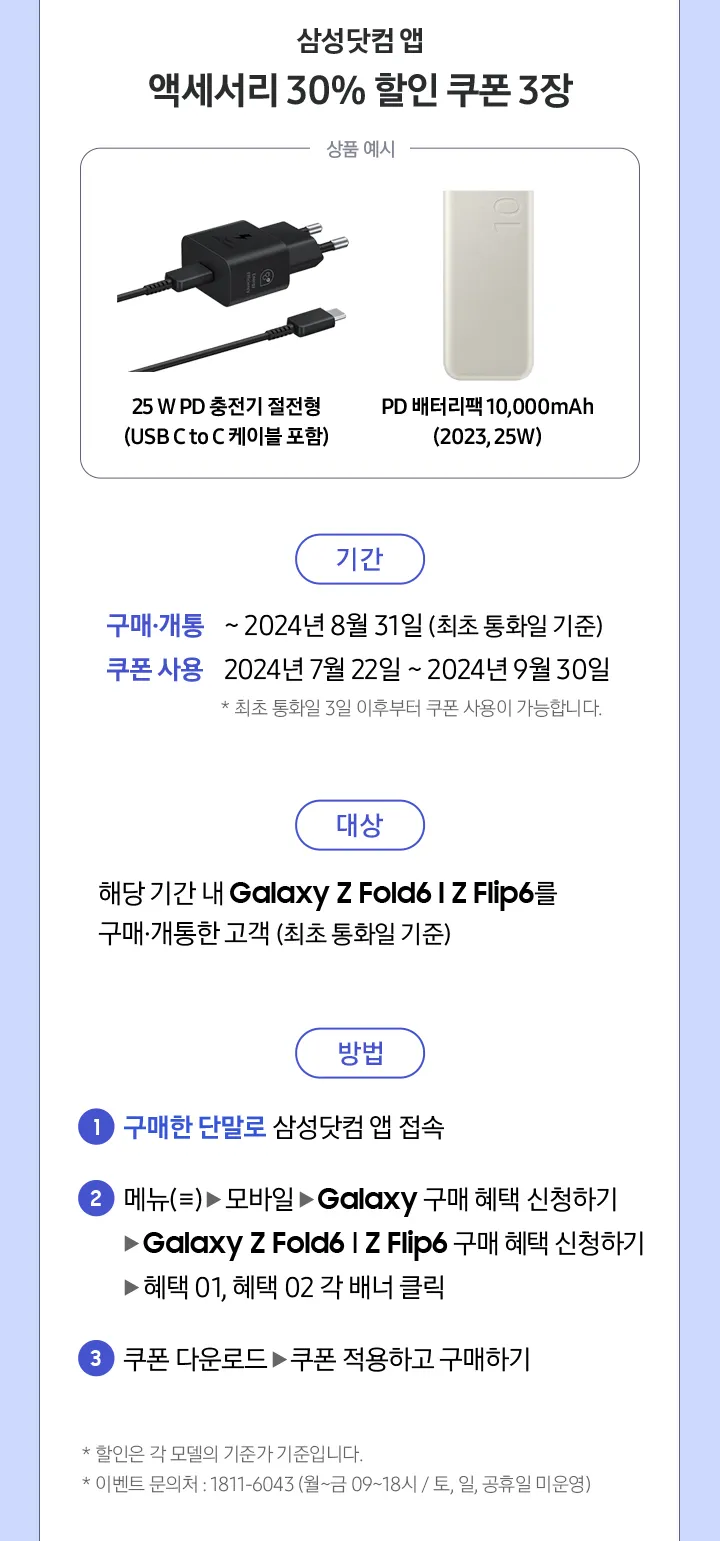 삼성닷컴 앱
액세서리 30% 할인 쿠폰 3장
상품 예시
10
25 W PD 충전기 절전형
(USB C to C 케이블 포함)
PD 배터리팩 10,000mAh
(2023, 25W)
기간
구매·개통 ~ 2024년 8월 31일 (최초 통화일 기준)
쿠폰 사용 2024년 7월 22일 ~ 2024년 9월 30일
* 최초 통화일 3일 이후부터 쿠폰 사용이 가능합니다.
대상
해당 기간 내 Galaxy Z Fold6 I Z Flip6를
구매·개통한 고객 (최초 통화일 기준)
방법
1 구매한 단말로 삼성닷컴 앱 접속
2 메뉴(≡)▶모바일▶Galaxy 구매 혜택 신청하기
▶Galaxy Z Fold6 | Z Flip6 구매 혜택 신청하기
▶혜택 01, 혜택 02 각 배너 클릭
3 쿠폰 다운로드▶쿠폰 적용하고 구매하기
* 할인은 각 모델의 기준가 기준입니다.
* 이벤트 문의처 : 1811-6043 (월~금 09~18시 / 토, 일, 공휴일 미운영)